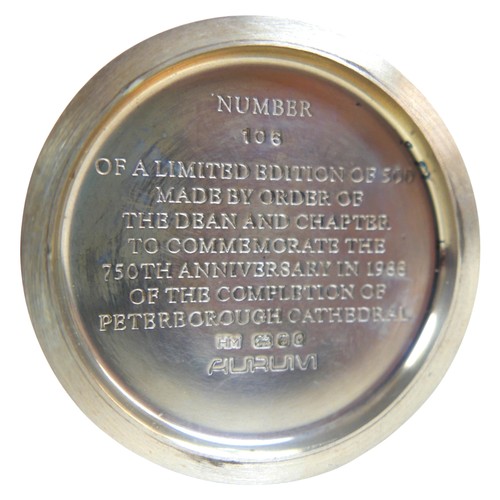 NUMBER
106
OF A LIMITED EDITION OF 500
MADE BY ORDER OF
THE DEAN AND CHAPTER
TO COMMEMORATE THE
750TH ANNIVERSARY IN 1988
OF THE COMPLETION OF
PETERBOROUGH CATHEDRAL
AURUM